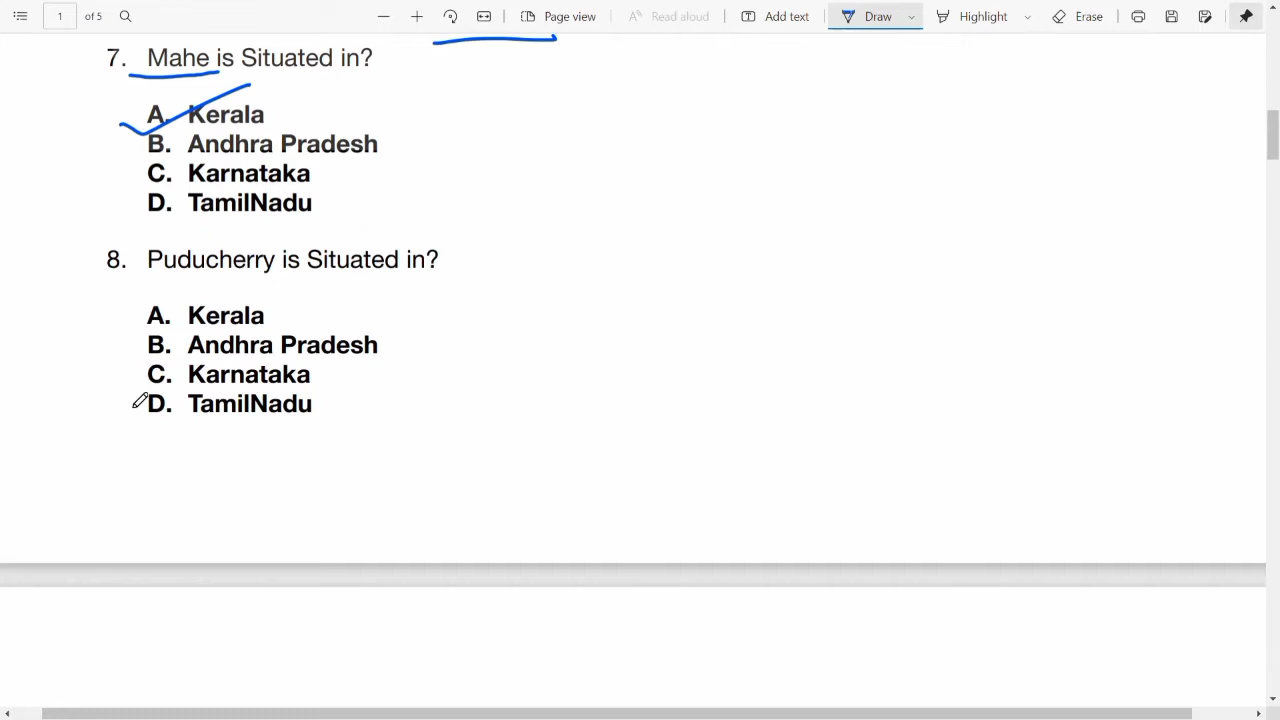 1 of 5 Page view Read aloud Add text Draw Highlight Erase
7. Mahe is Situated in?
A. Kerala
B. Andhra Pradesh
C. Karnataka
D. TamilNadu
8. Puducherry is Situated in?
A. Kerala
B. Andhra Pradesh
C. Karnataka
D. TamilNadu